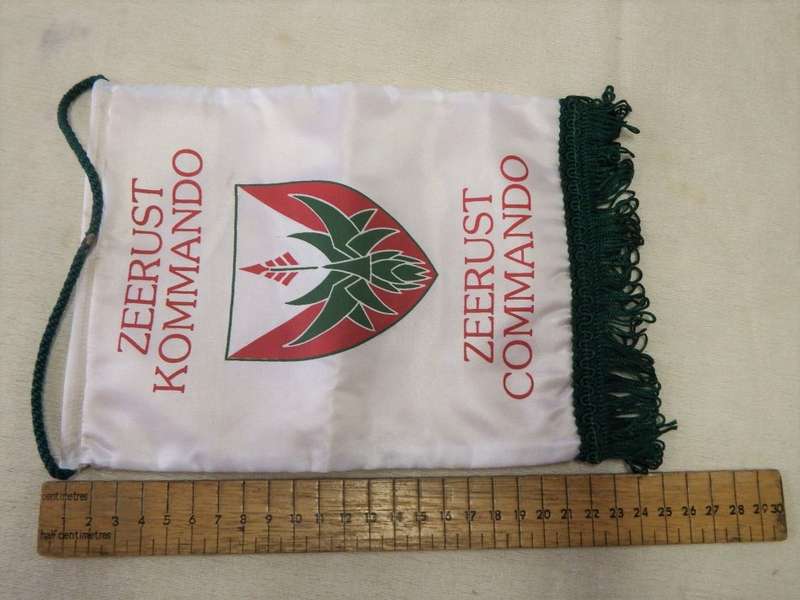 ZEERUST
KOMMANDO
ZEERUST
COMMANDO
centimetres
1 2 3 4 5 6 7 8 9 10 11 12 13 14 15 16 17 18 19 20 21 22 23 24 25 26 27 28 29 30
half centimetres